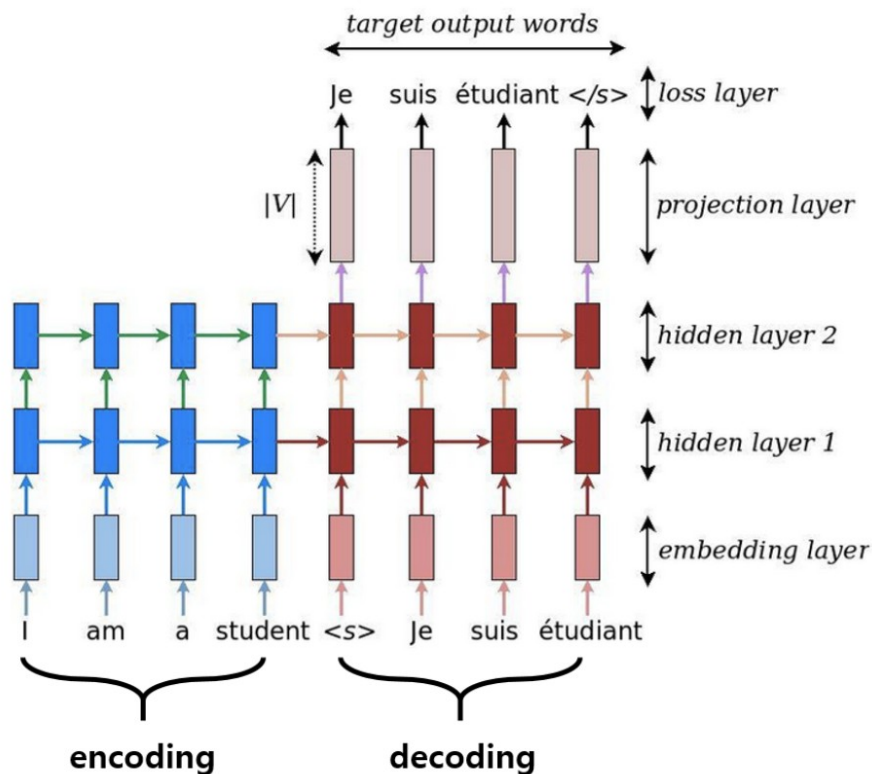 target output words
Je suis étudiant </s>
loss layer
|V|
projection layer
hidden layer 2
hidden layer 1
embedding layer
I am a student <s> Je suis étudiant
encoding decoding